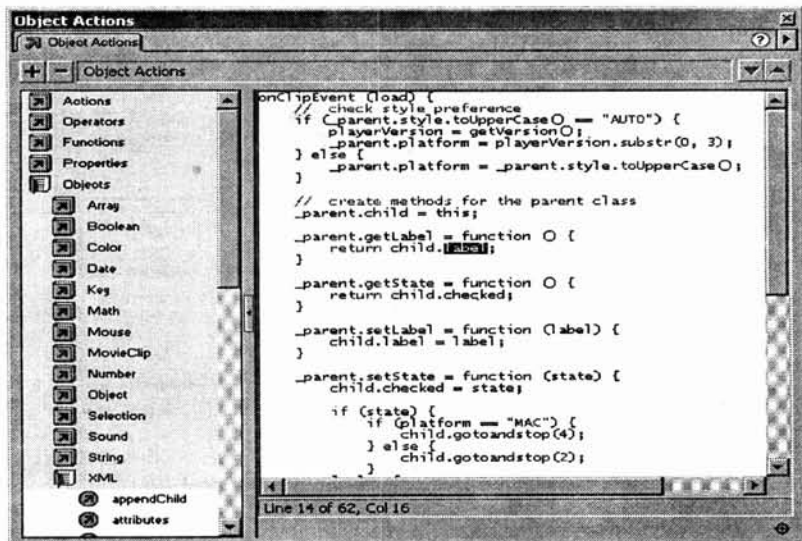 Object Actions
Object Actions
Object Actions
Actions
Operators
Functions
Properties
Objects
Array
Boolean
Color
Date
Key
Math
Mouse
MovieClip
Number
Object
Selection
Sound
String
XML
appendChild
attributes
onClipEvent (load) {
// check style preference
if (_parent.style.toUpperCase() == "AUTO") {
playerVersion = getVersion();
_parent.platform = playerVersion.substr(0, 3);
} else {
_parent.platform = _parent.style.toUpperCase();
}
// create methods for the parent class
_parent.child = this;
_parent.getLabel = function () {
return child.label;
}
_parent.getState = function () {
return child.checked;
}
_parent.setLabel = function (label) {
child.label = label;
}
_parent.setState = function (state) {
child.checked = state;
if (state) {
if (platform == "MAC") {
child.gotoandstop(4);
} else {
child.gotoandstop(2);
}
Line 14 of 62, Col 16